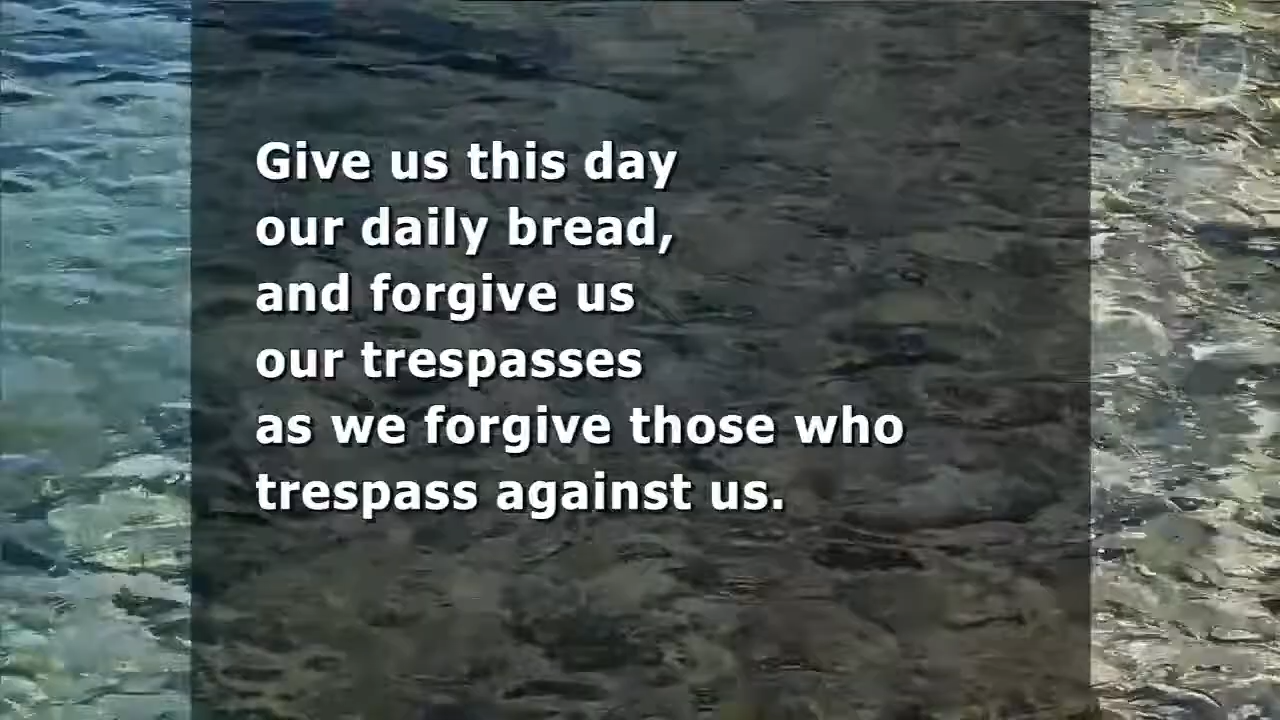 Give us this day
our daily bread,
and forgive us
our trespasses
as we forgive those who
trespass against us.